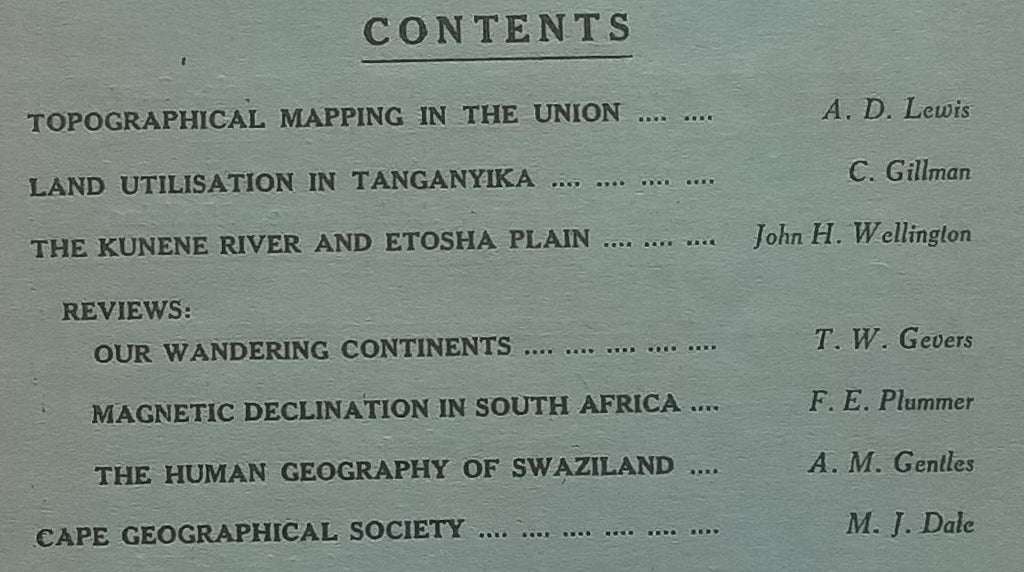 CONTENTS
TOPOGRAPHICAL MAPPING IN THE UNION .... .... A. D. Lewis
LAND UTILISATION IN TANGANYIKA .... .... .... .... C. Gillman
THE KUNENE RIVER AND ETOSHA PLAIN .... .... .... John H. Wellington
REVIEWS:
OUR WANDERING CONTINENTS .... .... .... .... .... T. W. Gevers
MAGNETIC DECLINATION IN SOUTH AFRICA .... F. E. Plummer
THE HUMAN GEOGRAPHY OF SWAZILAND .... A. M. Gentles
CAPE GEOGRAPHICAL SOCIETY .... .... .... .... .... .... M. J. Dale